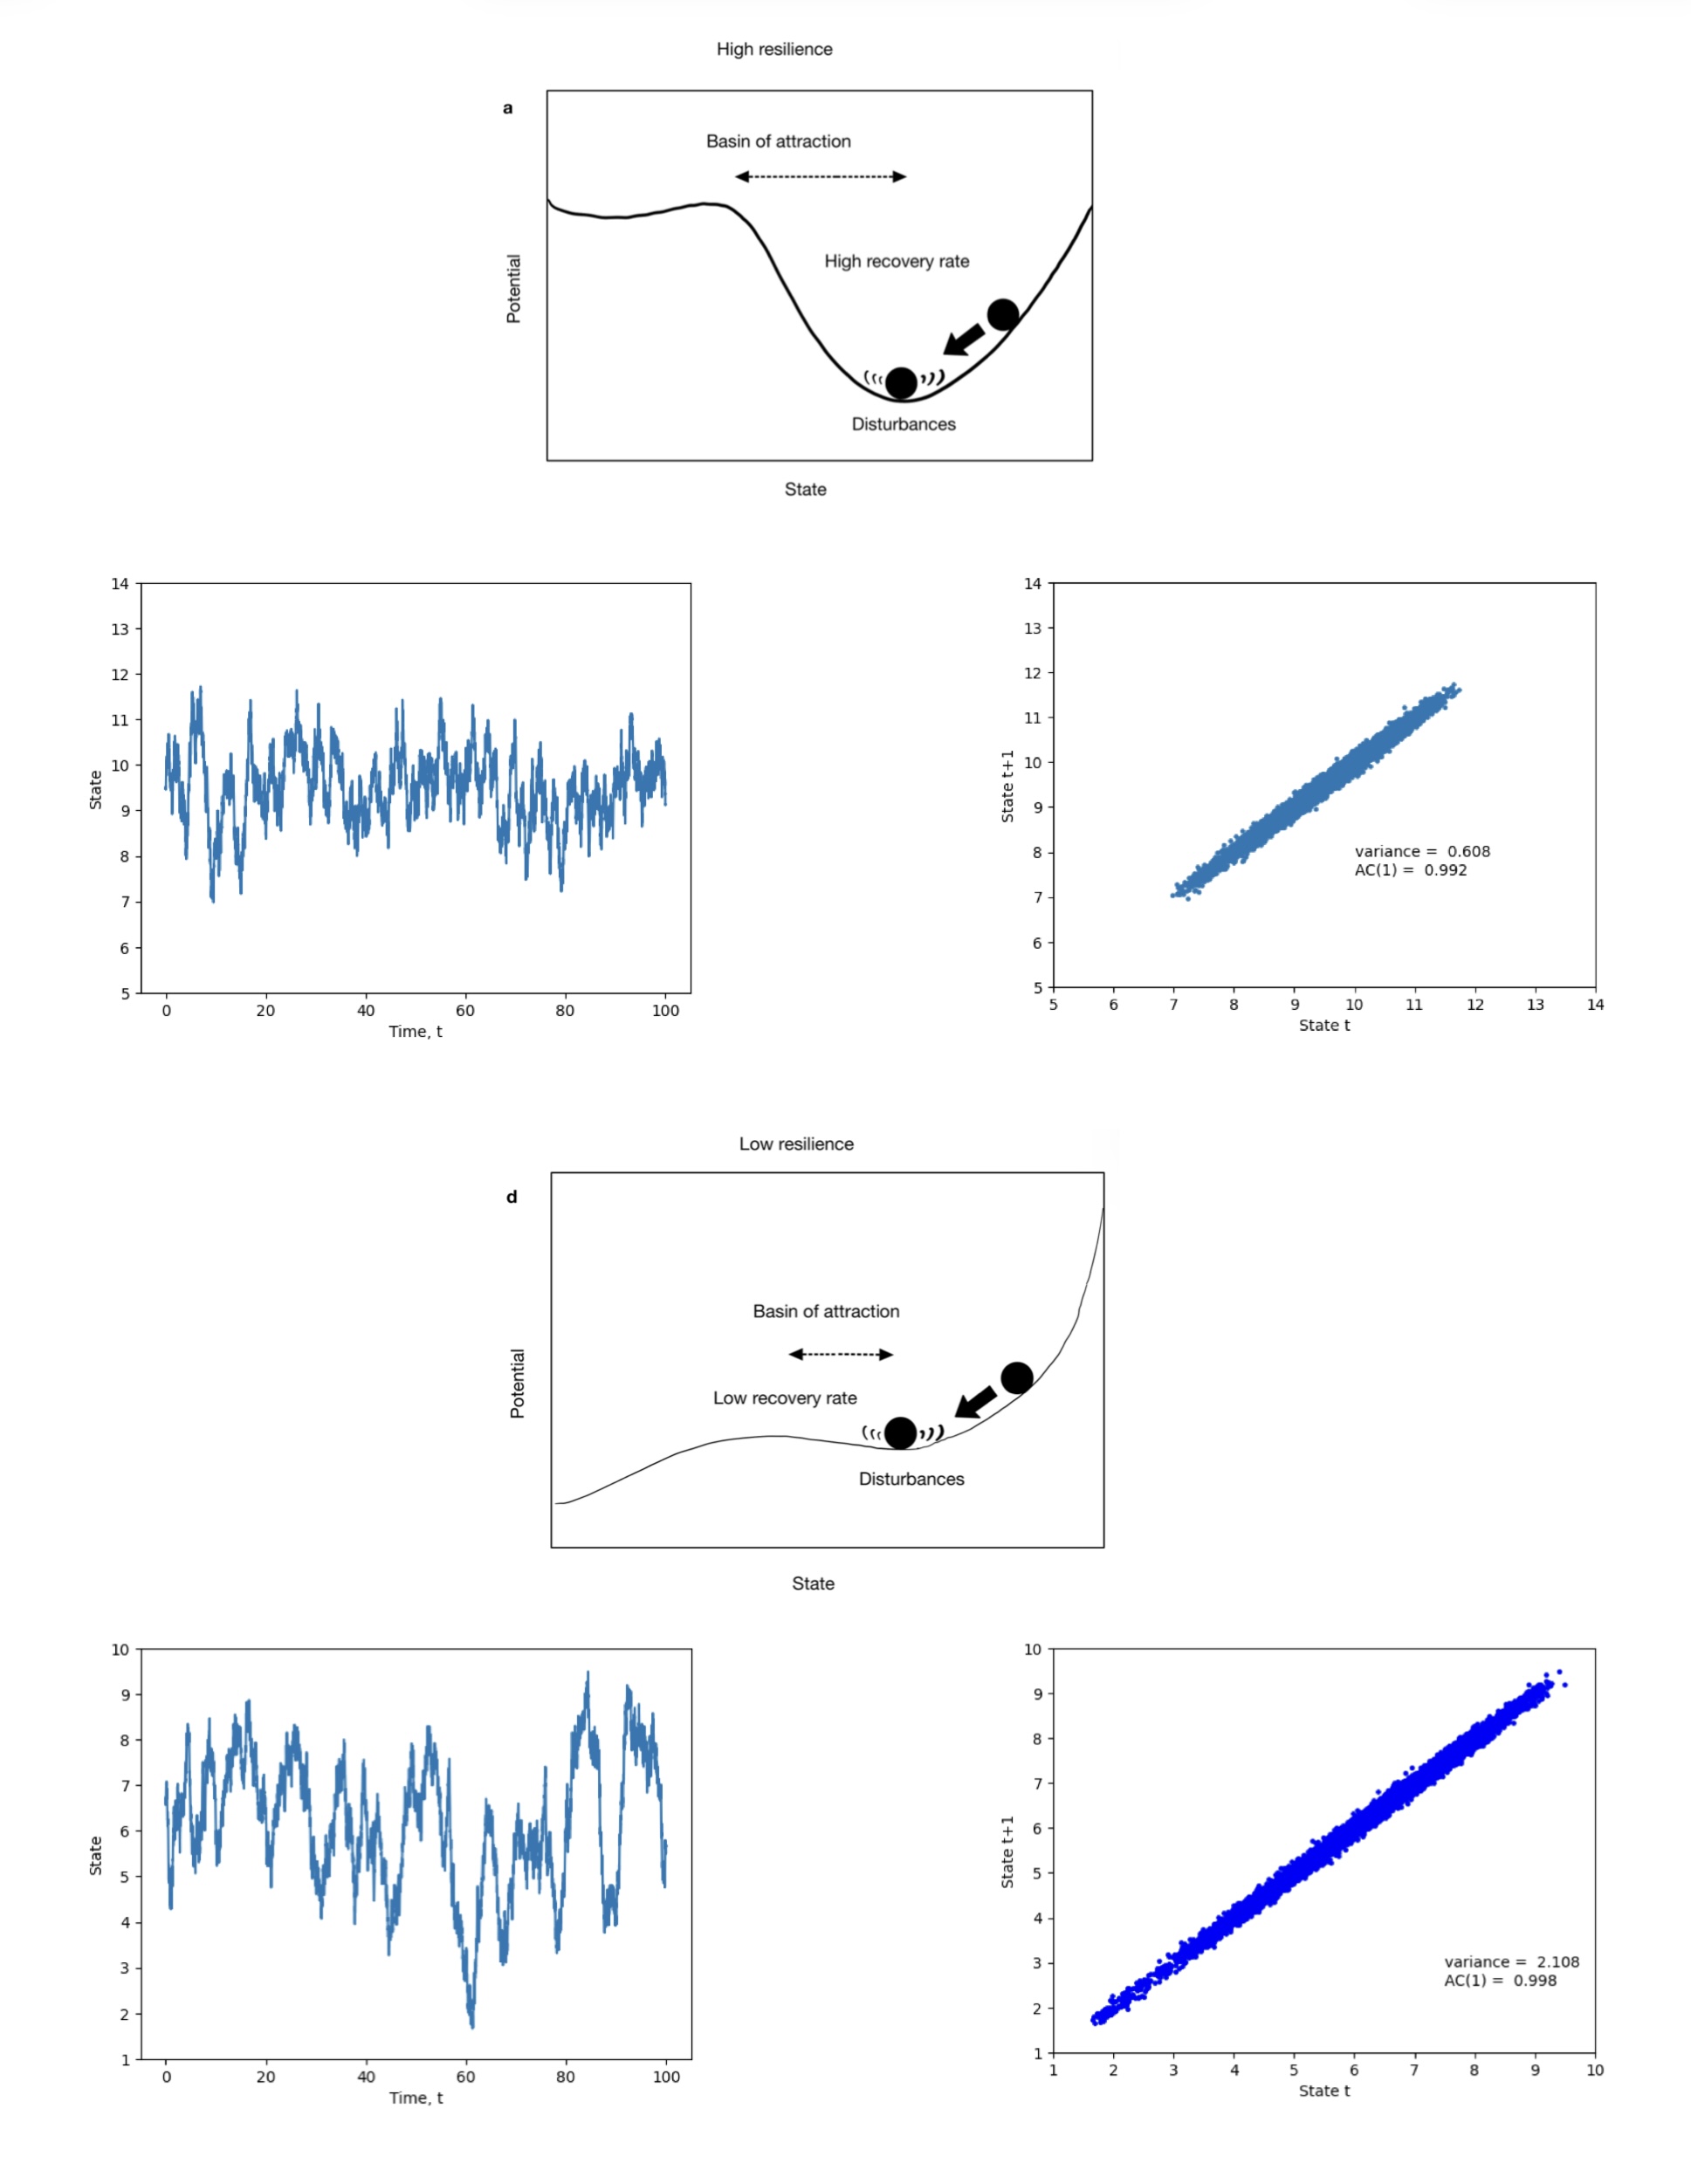 High resilience
a
Basin of attraction
High recovery rate
Potential
Disturbances
State
14
13
12
11
10
9
8
7
6
5
State
0 20 40 60 80 100
Time, t
14
13
12
11
10
9
8
7
6
5
State t+1
variance = 0.608
AC(1) = 0.992
5 6 7 8 9 10 11 12 13 14
State t
Low resilience
d
Basin of attraction
Potential
Low recovery rate
Disturbances
State
10
9
8
7
6
5
4
3
2
1
State
0 20 40 60 80 100
Time, t
10
9
8
7
6
5
4
3
2
1
State t+1
variance = 2.108
AC(1) = 0.998
1 2 3 4 5 6 7 8 9 10
State t